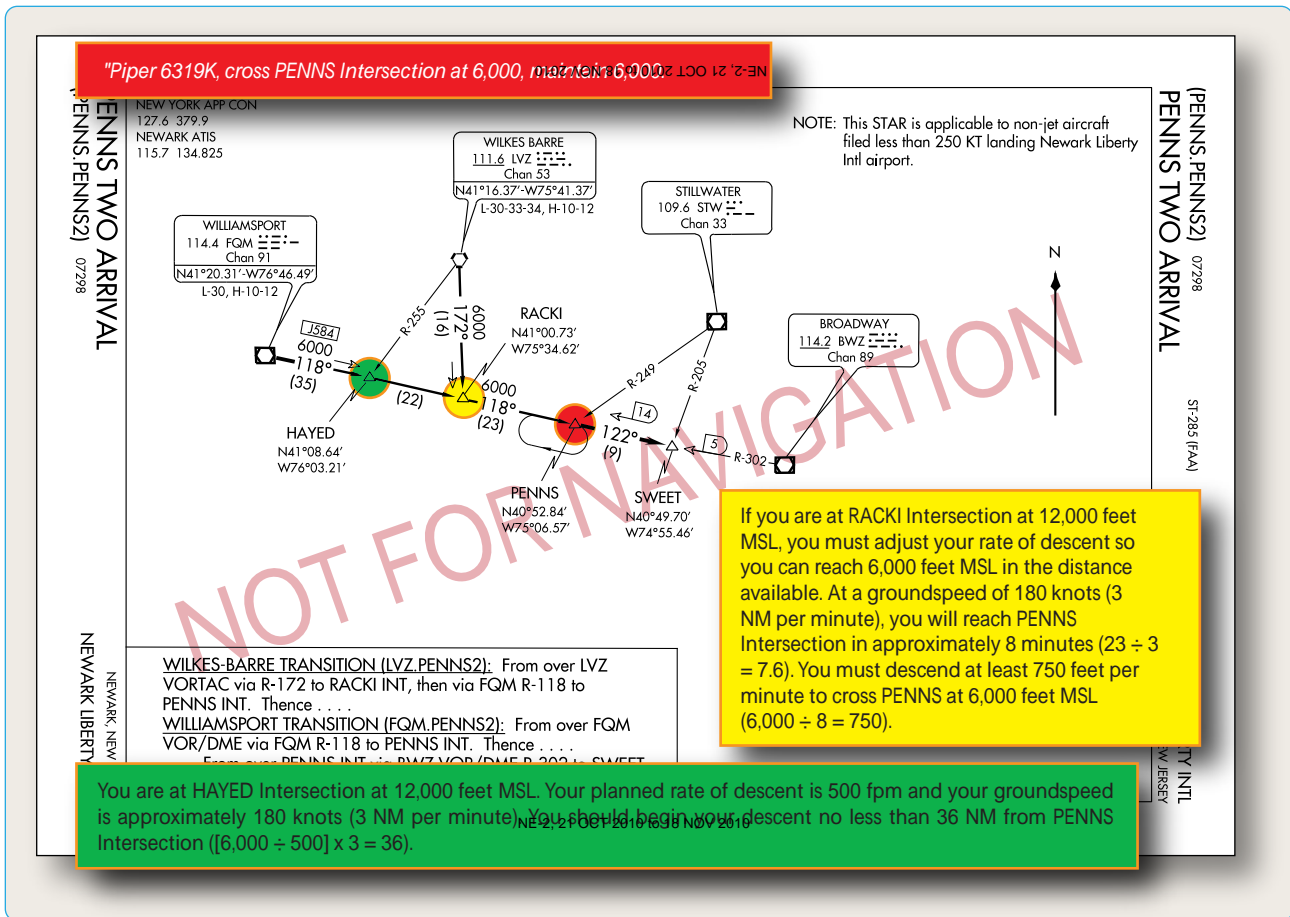 "Piper 6319K, cross PENNS Intersection at 6,000, maintain 6,000.
NE-2, 21 OCT 2010 to 18 NOV 2010
(PENNS.PENNS2) 07298
PENNS TWO ARRIVAL
NEW YORK APP CON
127.6 379.9
NEWARK ATIS
115.7 134.825
NOTE: This STAR is applicable to non-jet aircraft
filed less than 250 KT landing Newark Liberty
Intl airport.
(PENNS.PENNS2) 07298
PENNS TWO ARRIVAL
ST-285 (FAA)
WILKES BARRE
111.6 LVZ
Chan 53
N41°16.37’-W75°41.37’
L-30-33-34, H-10-12
STILLWATER
109.6 STW
Chan 33
WILLIAMSPORT
114.4 FQM
Chan 91
N41°20.31’-W76°46.49’
L-30, H-10-12
BROADWAY
114.2 BWZ
Chan 89
N
J584
6000
118°
(35)
R-255
6000
172°
(16)
RACKI
N41°00.73’
W75°34.62’
(22)
6000
118°
(23)
R-249
R-205
14
122°
(9)
5
R-302
HAYED
N41°08.64’
W76°03.21’
PENNS
N40°52.84’
W75°06.57’
SWEET
N40°49.70’
W74°55.46’
NOT FOR NAVIGATION
If you are at RACKI Intersection at 12,000 feet
MSL, you must adjust your rate of descent so
you can reach 6,000 feet MSL in the distance
available. At a groundspeed of 180 knots (3
NM per minute), you will reach PENNS
Intersection in approximately 8 minutes (23 ÷ 3
= 7.6). You must descend at least 750 feet per
minute to cross PENNS at 6,000 feet MSL
(6,000 ÷ 8 = 750).
WILKES-BARRE TRANSITION (LVZ.PENNS2): From over LVZ
VORTAC via R-172 to RACKI INT, then via FQM R-118 to
PENNS INT. Thence . . . .
WILLIAMSPORT TRANSITION (FQM.PENNS2): From over FQM
VOR/DME via FQM R-118 to PENNS INT. Thence . . . .
From over PENNS INT via BWZ VOR/DME R-302 to SWEET
NEWARK LIBERTY
NEWARK, NEW
TY INTL
EW JERSEY
You are at HAYED Intersection at 12,000 feet MSL. Your planned rate of descent is 500 fpm and your groundspeed
is approximately 180 knots (3 NM per minute). You should begin your descent no less than 36 NM from PENNS
Intersection ([6,000 ÷ 500] x 3 = 36).
NE-2, 21 OCT 2010 to 18 NOV 2010